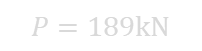 P = 189kN